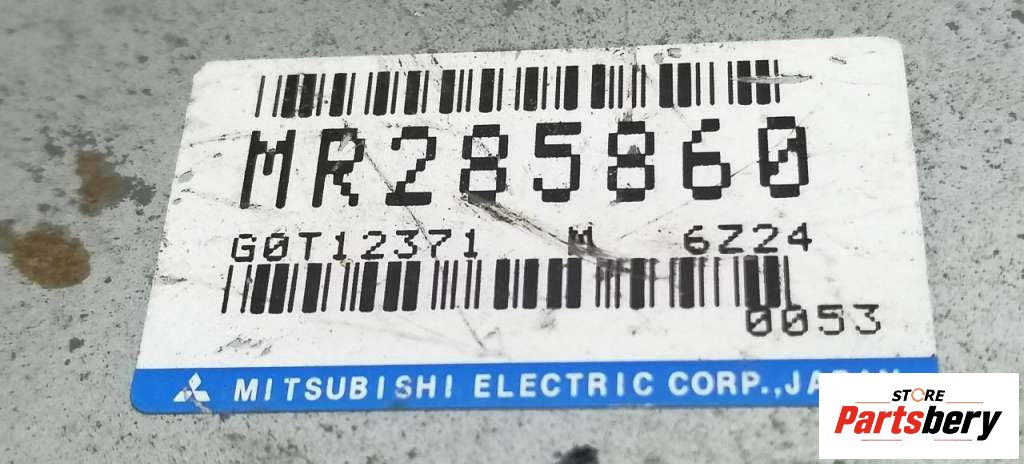 MR285860
G0T12371 M 6Z24
0053
MITSUBISHI ELECTRIC CORP., JAPAN
STORE
Partsbery